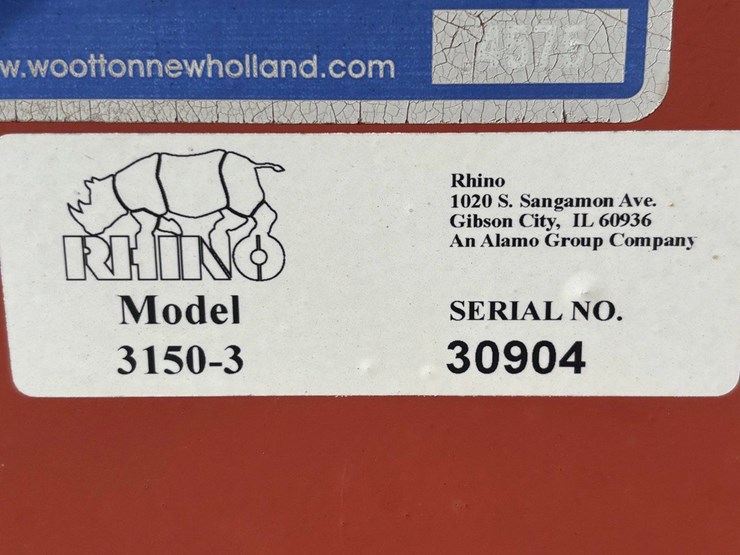 w.woottonnewholland.com
4575
RHINO
Model
3150-3
Rhino
1020 S. Sangamon Ave.
Gibson City, IL 60936
An Alamo Group Company
SERIAL NO.
30904